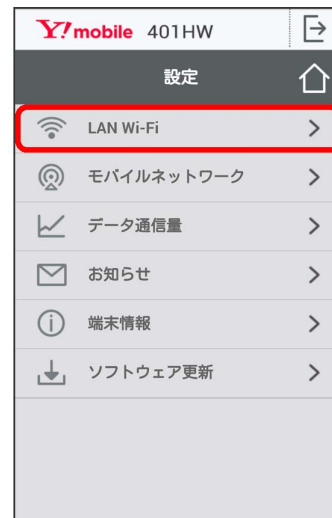 Y!mobile 401HW
設定
LAN Wi-Fi
モバイルネットワーク
データ通信量
お知らせ
端末情報
ソフトウェア更新